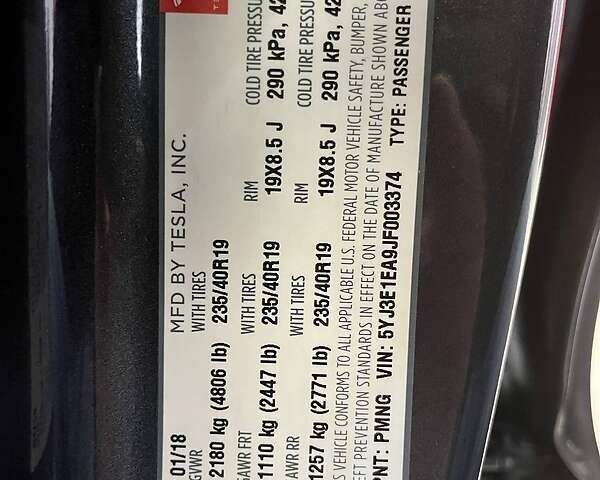 01/18 MFD BY TESLA, INC.
GVWR WITH TIRES RIM COLD TIRE PRESSU
2180 kg (4806 lb) 235/40R19 19X8.5 J 290 kPa, 42
GAWR FRT WITH TIRES RIM COLD TIRE PRESSU
1110 kg (2447 lb) 235/40R19 19X8.5 J 290 kPa, 42
AWR RR WITH TIRES
1257 kg (2771 lb) 235/40R19
S VEHICLE CONFORMS TO ALL APPLICABLE U.S. FEDERAL MOTOR VEHICLE SAFETY, BUMPER,
EFT PREVENTION STANDARDS IN EFFECT ON THE DATE OF MANUFACTURE SHOWN ABO
PNT: PMNG VIN: 5YJ3E1EA9JF003374 TYPE: PASSENGER